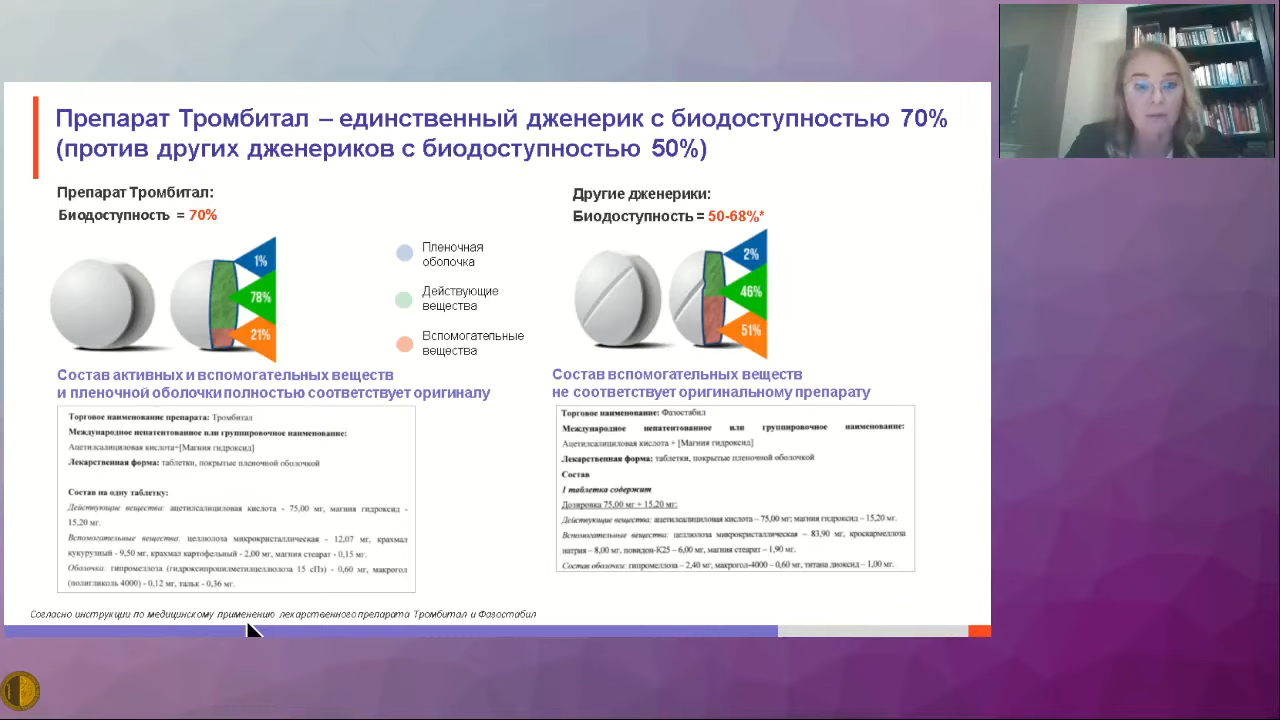 Препарат Тромбитал – единственный дженерик с биодоступностью 70%
(против других дженериков с биодоступностью 50%)
Препарат Тромбитал:
Биодоступность = 70%
1%
78%
21%
Пленочная
оболочка
Действующие
вещества
Вспомогательные
вещества
Другие дженерики:
Биодоступность = 50-68%*
2%
46%
51%
Состав активных и вспомогательных веществ
и пленочной оболочки полностью соответствует оригиналу
Торговое наименование препарата: Тромбитал
Международное непатентованное или группировочное наименование:
Ацетилсалициловая кислота+[Магния гидроксид]
Лекарственная форма: таблетки, покрытые пленочной оболочкой
Состав на одну таблетку:
Действующие вещества: ацетилсалициловая кислота - 75,00 мг, магния гидроксид -
15,20 мг.
Вспомогательные вещества: целлюлоза микрокристаллическая - 12,07 мг, крахмал
кукурузный - 9,50 мг, крахмал картофельный - 2,00 мг, магния стеарат - 0,15 мг.
Оболочка: гипромеллоза (гидроксипропилметилцеллюлоза 15 сПз) - 0,60 мг, макрогол
(полигликоль 4000) - 0,12 мг, тальк - 0,36 мг.
Состав вспомогательных веществ
не соответствует оригинальному препарату
Торговое наименование: Фазостабил
Международное непатентованное или группировочное наименование:
Ацетилсалициловая кислота + [Магния гидроксид]
Лекарственная форма: таблетки, покрытые пленочной оболочкой
Состав
1 таблетка содержит
Дозировка 75,00 мг + 15,20 мг:
Действующие вещества: ацетилсалициловая кислота – 75,00 мг; магния гидроксид – 15,20 мг.
Вспомогательные вещества: целлюлоза микрокристаллическая – 83,90 мг, кроскармеллоза
натрия – 8,00 мг, повидон-К25 – 6,00 мг, магния стеарат – 1,90 мг.
Состав оболочки: гипромеллоза – 2,40 мг, макрогол-4000 – 0,60 мг, титана диоксид – 1,00 мг.
Согласно инструкции по медицинскому применению лекарственного препарата Тромбитал и Фазостабил